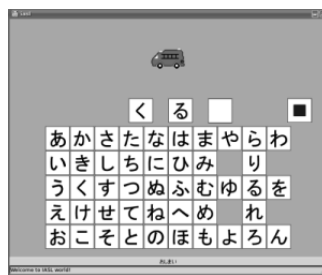 く る
あ か さ た な は ま や ら わ
い き し ち に ひ み り
う く す つ ぬ ふ む ゆ る を
え け せ て ね へ め れ
お こ そ と の ほ も よ ろ ん
おしまい
Welcome to IASL world!